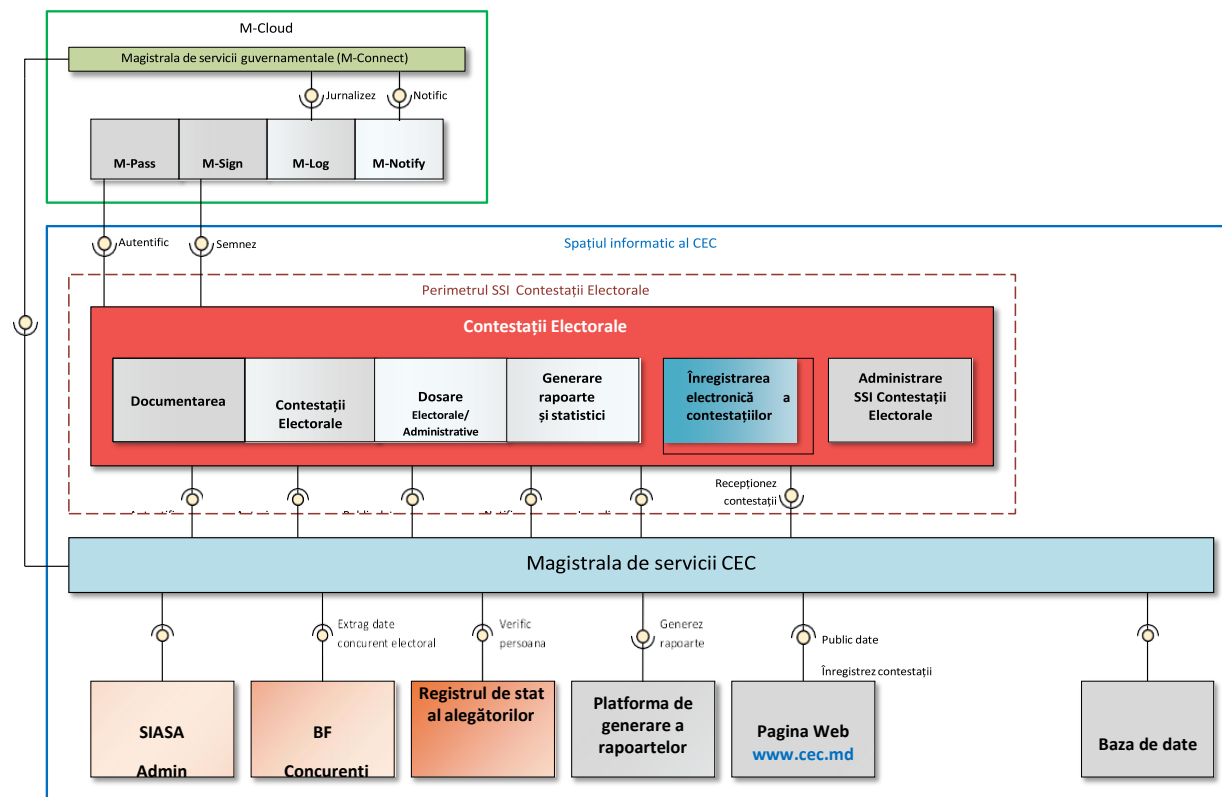 M-Cloud
Magistrala de servicii guvernamentale (M-Connect)
Jurnalizez
Notific
M-Pass
M-Sign
M-Log
M-Notify
Autentific
Semnez
Spațiul informatic al CEC
Perimetrul SSI Contestații Electorale
Contestații Electorale
Documentarea
Contestații
Electorale
Dosare
Electorale/
Administrative
Generare
rapoarte
și statistici
Înregistrarea
electronică a
contestațiilor
Administrare
SSI Contestații
Electorale
Recepționez
contestații
Magistrala de servicii CEC
Extrag date
concurent electoral
Verific
persoana
Generez
rapoarte
Public date
Înregistrez contestații
SIASA
Admin
BF
Concurenti
Registrul de stat
al alegătorilor
Platforma de
generare a
rapoartelor
Pagina Web
www.cec.md
Baza de date